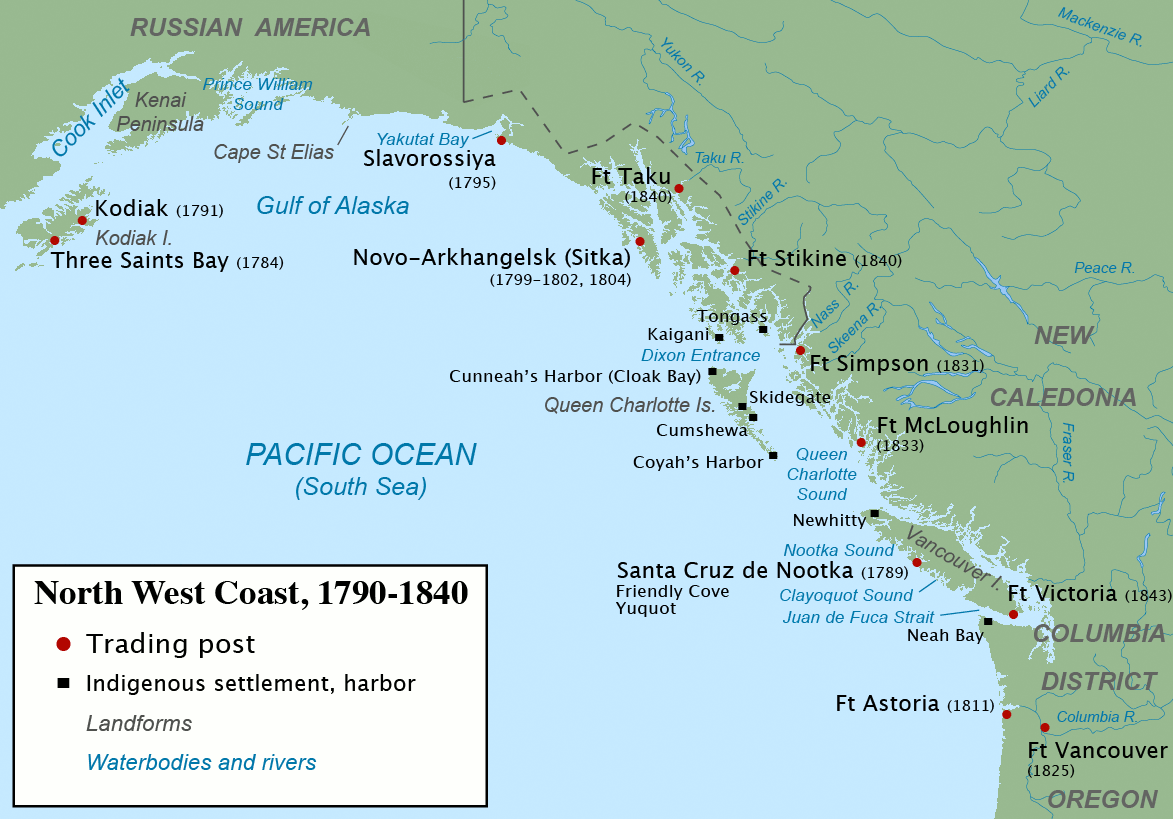 RUSSIAN AMERICA
Mackenzie R.
Yukon R.
Liard R.
Prince William
Sound
Cook Inlet
Kenai
Peninsula
Yakutat Bay
Cape St Elias
Slavorossiya
(1795)
Taku R.
Ft Taku
(1840)
Stikine R.
Kodiak (1791)
Gulf of Alaska
Kodiak I.
Three Saints Bay (1784)
Novo-Arkhangelsk (Sitka)
(1799-1802, 1804)
Ft Stikine (1840)
Peace R.
Nass R.
Skeena R.
Tongass
Kaigani
Dixon Entrance
NEW
CALEDONIA
Ft Simpson (1831)
Cunneah's Harbor (Cloak Bay)
Skidegate
Queen Charlotte Is.
Cumshewa
Ft McLoughlin
(1833)
Fraser R.
Coyah's Harbor
Queen
Charlotte
Sound
PACIFIC OCEAN
(South Sea)
Newhitty
Vancouver I.
Nootka Sound
Santa Cruz de Nootka (1789)
Friendly Cove
Yuquot
Clayoquot Sound
Ft Victoria (1843)
Juan de Fuca Strait
Neah Bay
COLUMBIA
DISTRICT
Ft Astoria (1811)
Columbia R.
Ft Vancouver
(1825)
OREGON
North West Coast, 1790-1840
Trading post
Indigenous settlement, harbor
Landforms
Waterbodies and rivers